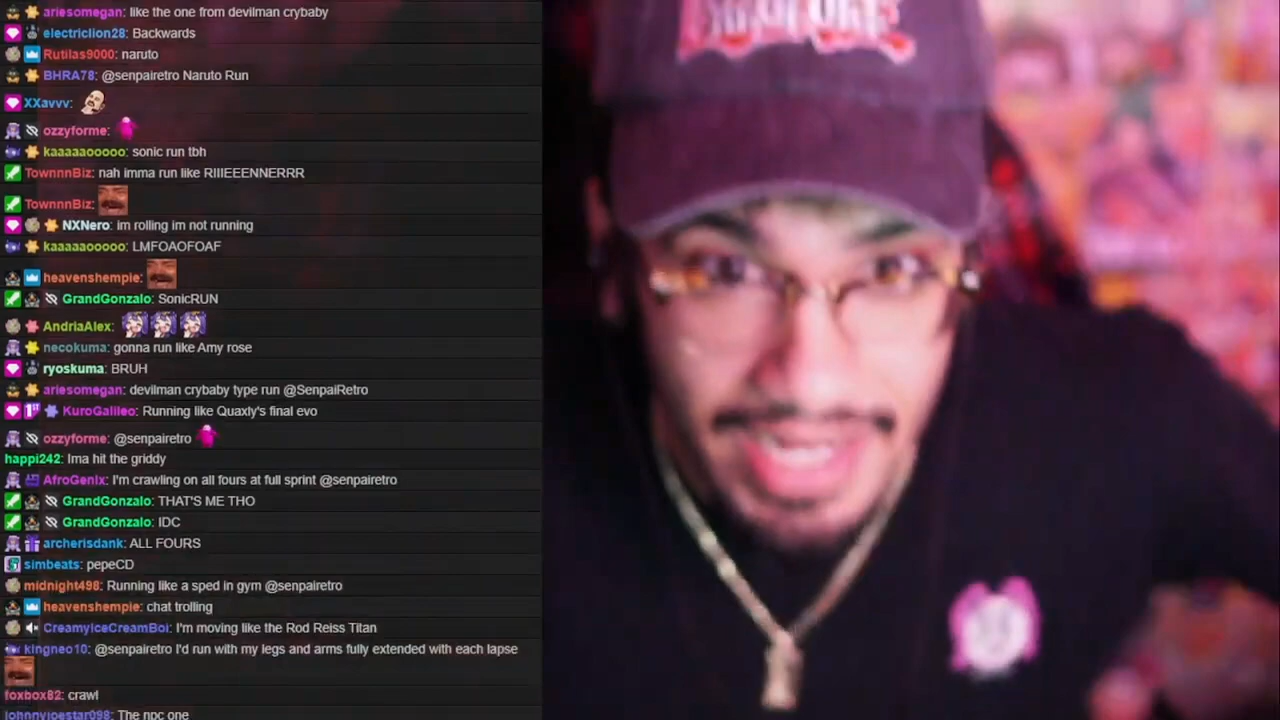 ariesomegan: like the one from devilman crybaby
electriclion28: Backwards
Rutilas9000: naruto
BHRA78: @senpairetro Naruto Run
XXavvv:
ozzyforme:
kaaaaaooooo: sonic run tbh
TownnnBiz: nah imma run like RIIIEEENNERRR
TownnnBiz:
NXNero: im rolling im not running
kaaaaaooooo: LMFOAOFOAF
heavenshempie:
GrandGonzalo: SonicRUN
AndriaAlex:
necokuma: gonna run like Amy rose
ryoskuma: BRUH
ariesomegan: devilman crybaby type run @SenpaiRetro
KuroGalileo: Running like Quaxly's final evo
ozzyforme: @senpairetro
happi242: Ima hit the griddy
AfroGenix: I'm crawling on all fours at full sprint @senpairetro
GrandGonzalo: THAT'S ME THO
GrandGonzalo: IDC
archerisdank: ALL FOURS
simbeats: pepeCD
midnight498: Running like a sped in gym @senpairetro
heavenshempie: chat trolling
CreamyIceCreamBoi: I'm moving like the Rod Reiss Titan
kingneo10: @senpairetro I'd run with my legs and arms fully extended with each lapse
foxbox82: crawl
johnnyjoestar098: The npc one